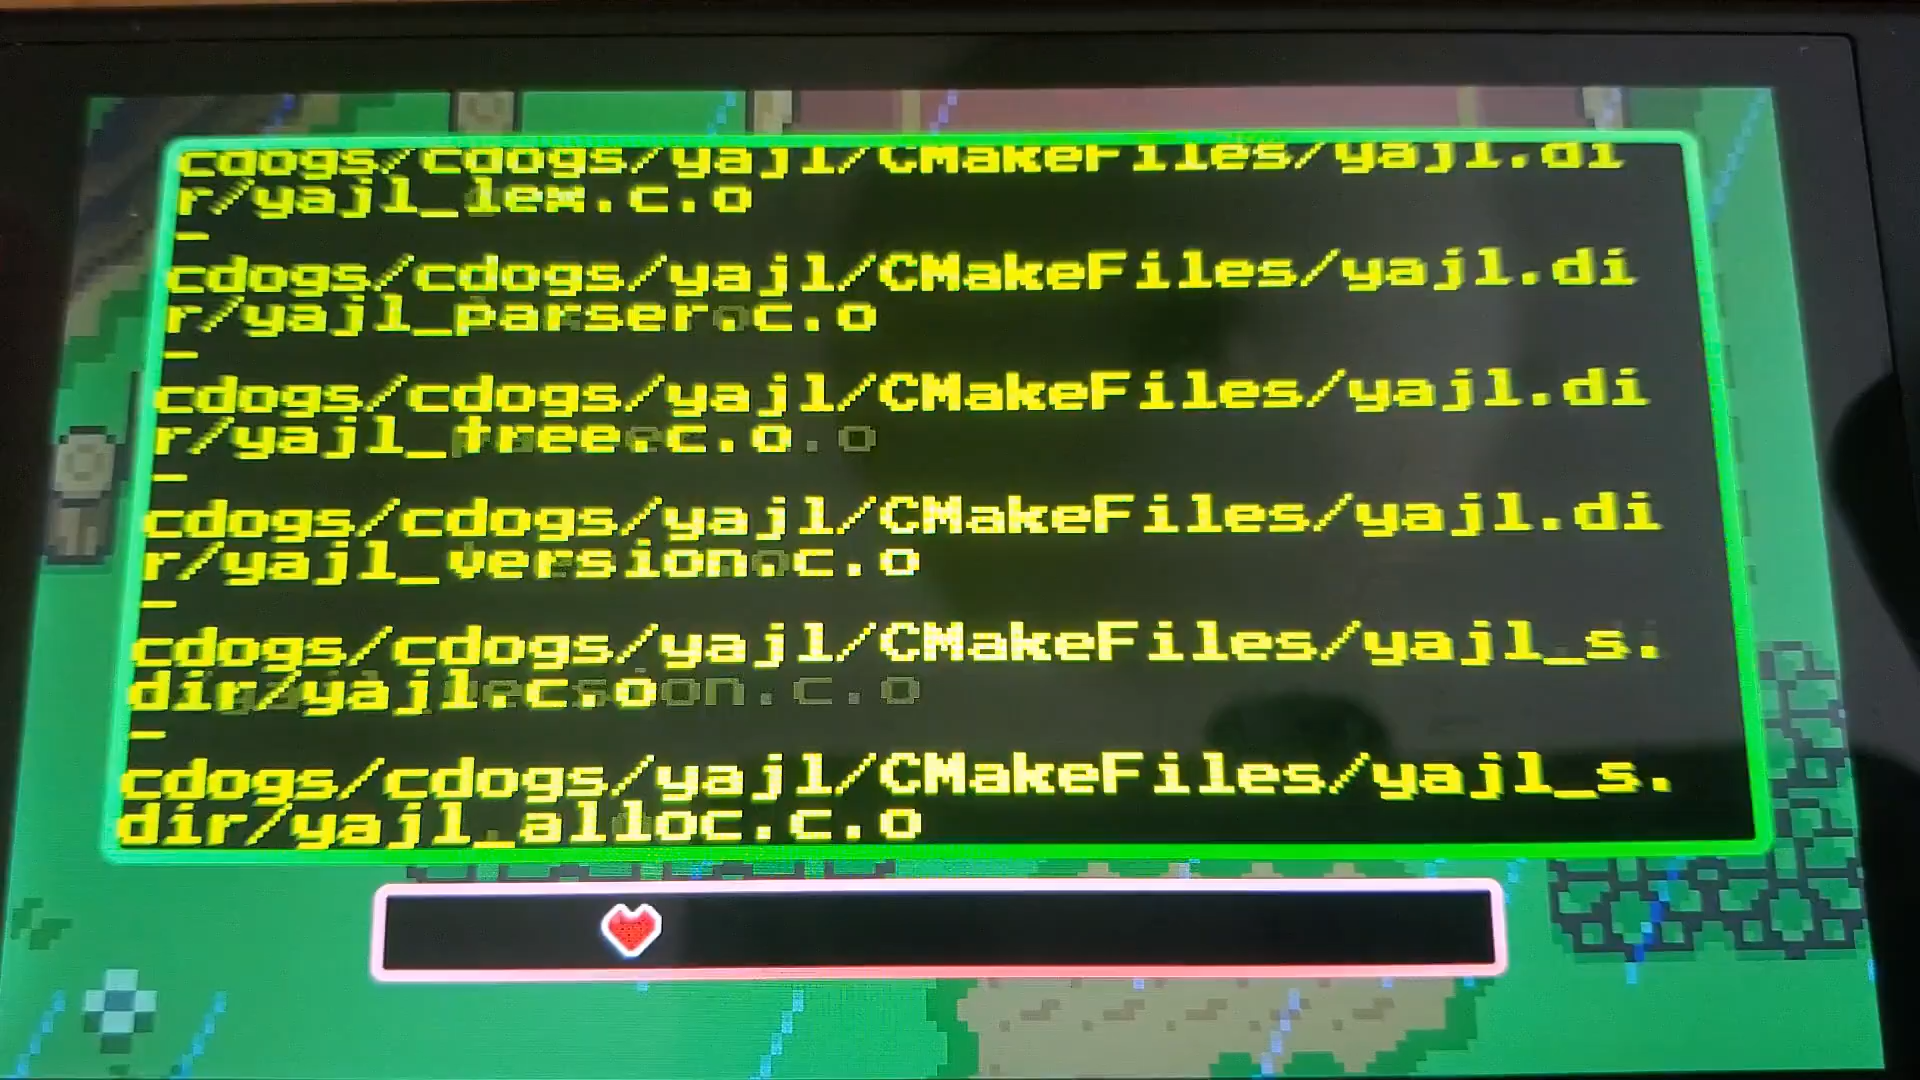 cdogs/cdogs/yajl/CMakeFiles/yajl.di
r/yajl_lex.c.o
-
cdogs/cdogs/yajl/CMakeFiles/yajl.di
r/yajl_parser.c.o
-
cdogs/cdogs/yajl/CMakeFiles/yajl.di
r/yajl_tree.c.o
-
cdogs/cdogs/yajl/CMakeFiles/yajl.di
r/yajl_version.c.o
-
cdogs/cdogs/yajl/CMakeFiles/yajl_s.
dir/yajl.c.o
-
cdogs/cdogs/yajl/CMakeFiles/yajl_s.
dir/yajl_alloc.c.o